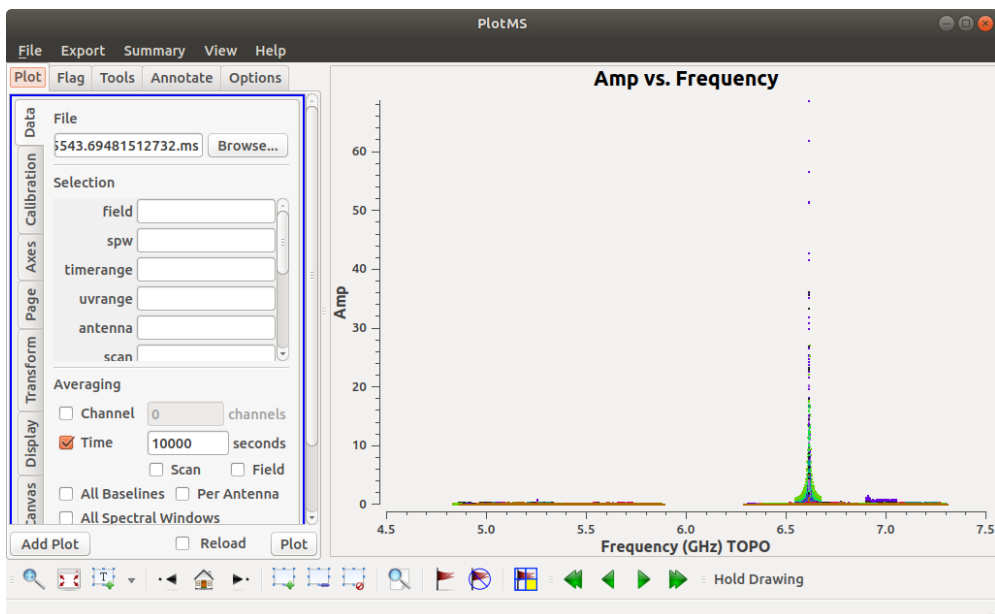 PlotMS
File Export Summary View Help
Plot Flag Tools Annotate Options
Data
Calibration
Axes
Page
Transform
Display
Canvas
File
5543.69481512732.ms Browse...
Selection
field
spw
timerange
uvrange
antenna
scan
Averaging
Channel 0 channels
Time 10000 seconds
Scan Field
All Baselines Per Antenna
All Spectral Windows
Add Plot Reload Plot
Amp vs. Frequency
Amp
60
50
40
30
20
10
0
4.5 5.0 5.5 6.0 6.5 7.0 7.5
Frequency (GHz) TOPO
T
Hold Drawing